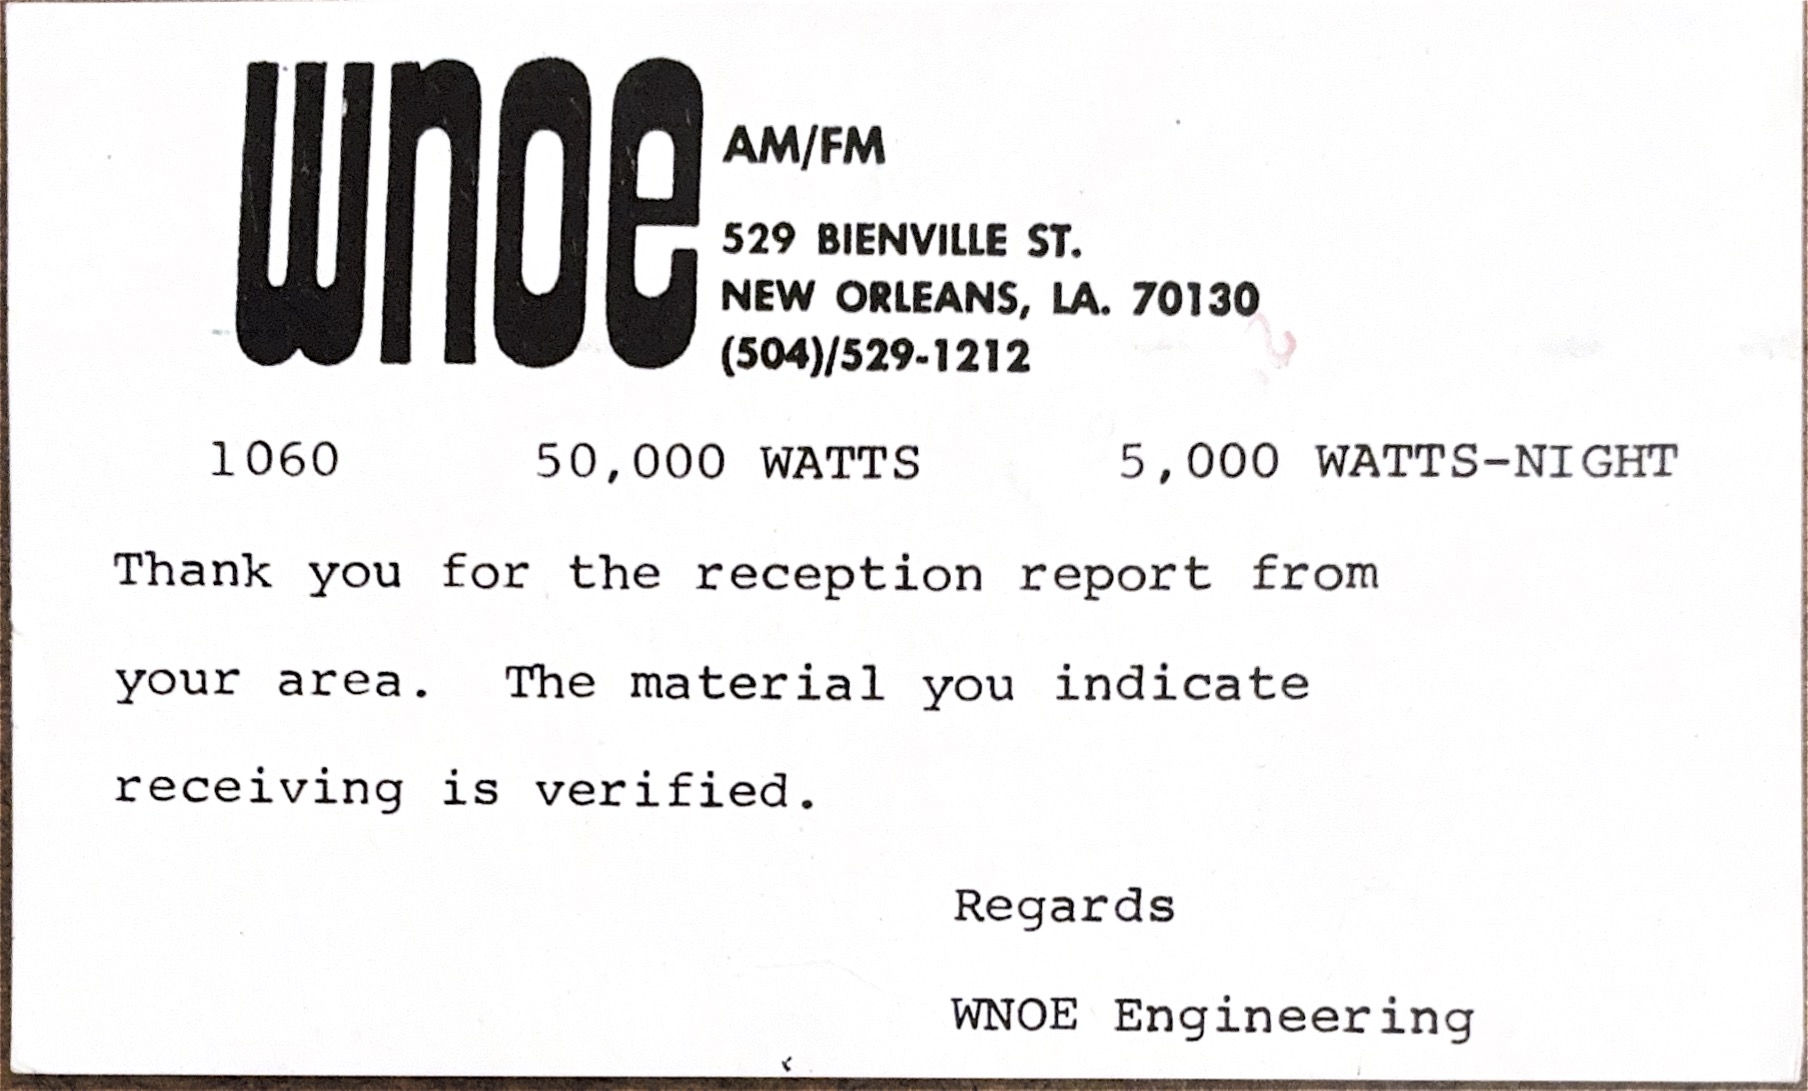 wnoe
AM/FM
529 BIENVILLE ST.
NEW ORLEANS, LA. 70130
(504)/529-1212
1060 50,000 WATTS 5,000 WATTS-NIGHT
Thank you for the reception report from
your area. The material you indicate
receiving is verified.
Regards
WNOE Engineering